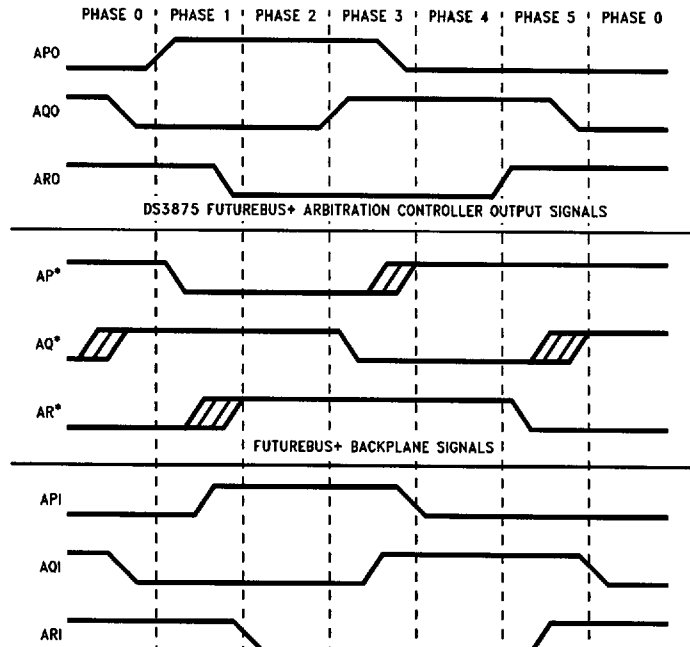 PHASE 0 PHASE 1 PHASE 2 PHASE 3 PHASE 4 PHASE 5 PHASE 0
APO
AQO
ARO
DS3875 FUTUREBUS+ ARBITRATION CONTROLLER OUTPUT SIGNALS
AP*
AQ*
AR*
FUTUREBUS+ BACKPLANE SIGNALS
API
AQI
ARI